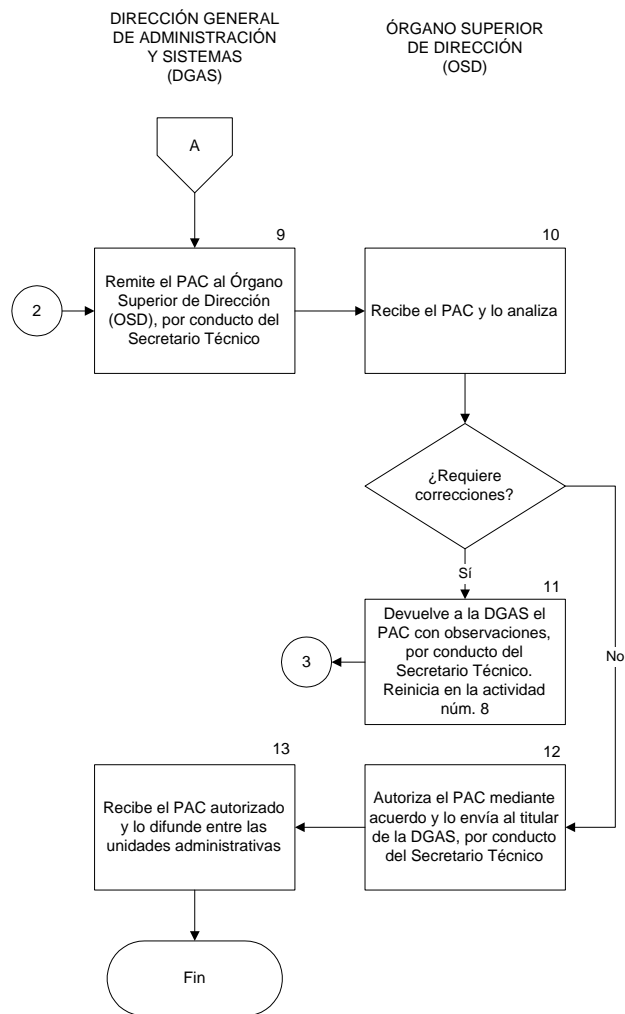 DIRECCIÓN GENERAL
DE ADMINISTRACIÓN
Y SISTEMAS
(DGAS)
ÓRGANO SUPERIOR
DE DIRECCIÓN
(OSD)
A
9
Remite el PAC al Órgano
Superior de Dirección
(OSD), por conducto del
Secretario Técnico
2
10
Recibe el PAC y lo analiza
¿Requiere
correcciones?
Sí
No
11
Devuelve a la DGAS el
PAC con observaciones,
por conducto del
Secretario Técnico.
Reinicia en la actividad
núm. 8
3
12
Autoriza el PAC mediante
acuerdo y lo envía al titular
de la DGAS, por conducto
del Secretario Técnico
13
Recibe el PAC autorizado
y lo difunde entre las
unidades administrativas
Fin